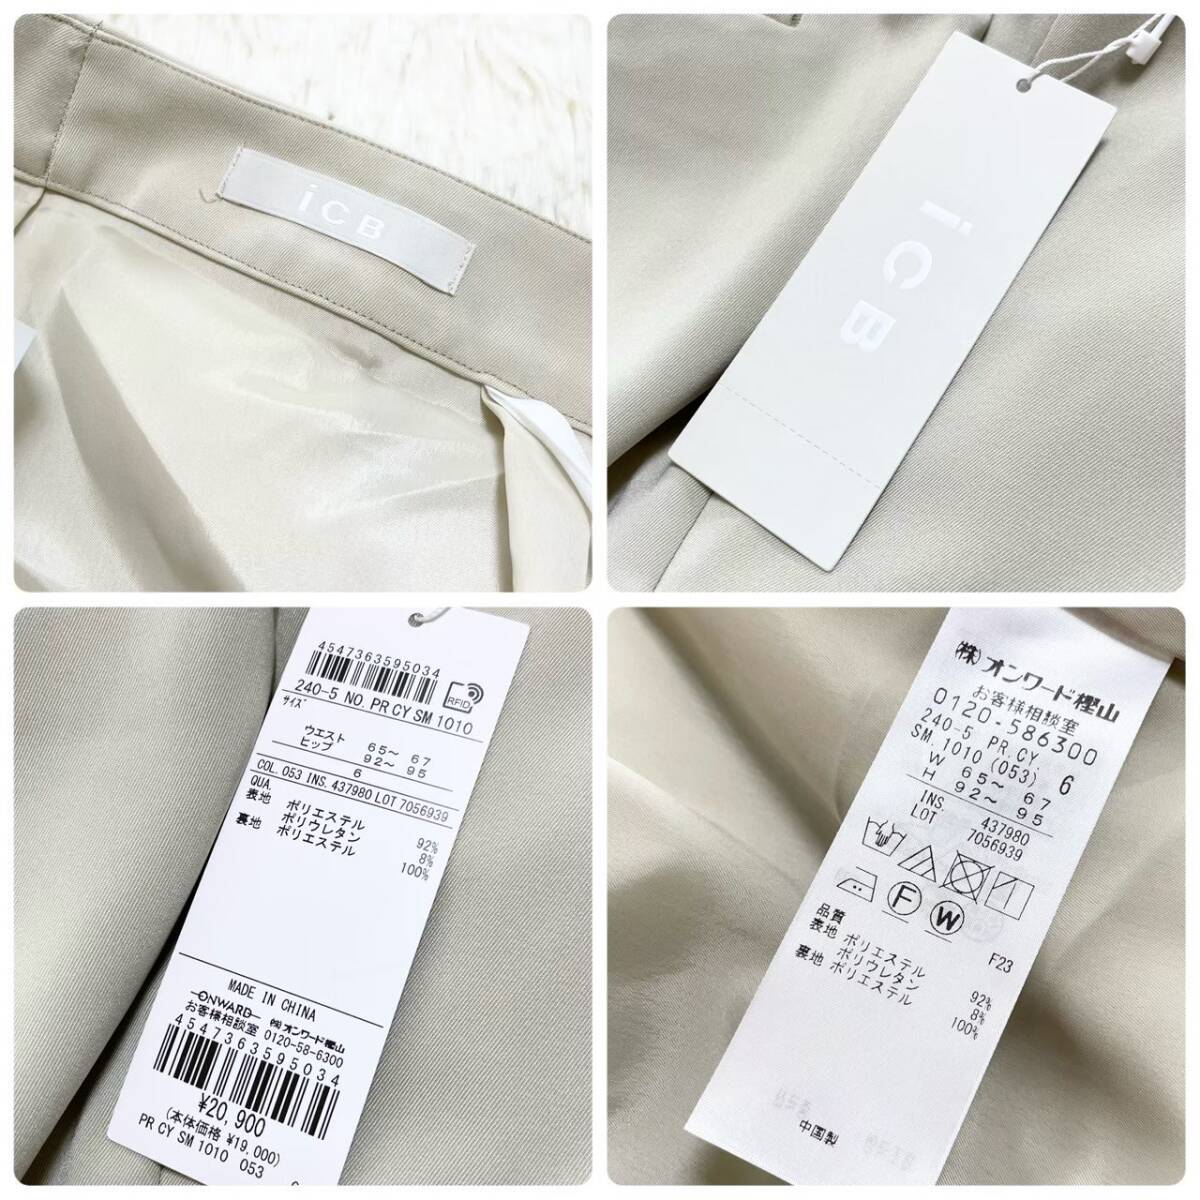 iCB
iCB
4547363595034
RFID
240-5 NO PR CY SM 1010
サイズ
ウエスト 65～ 67
ヒップ 92～ 95
6
COL. 053 INS. 437980 LOT 7056939
QUA.
表地 ポリエステル 92%
ポリウレタン 8%
裏地 ポリエステル 100%
MADE IN CHINA
ONWARD ㈱オンワード樫山
お客様相談室 0120-58-6300
4547363595034
¥20,900
(本体価格 ¥19,000)
PR CY SM 1010 053
㈱オンワード樫山
お客様相談室
0120-586300
240-5 PR.CY.
SM.1010 (053) 6
W 65～ 67
H 92～ 95
INS. 437980
LOT 7056939
F W
品質 F23
表地 ポリエステル 92%
ポリウレタン 8%
裏地 ポリエステル 100%
中国製